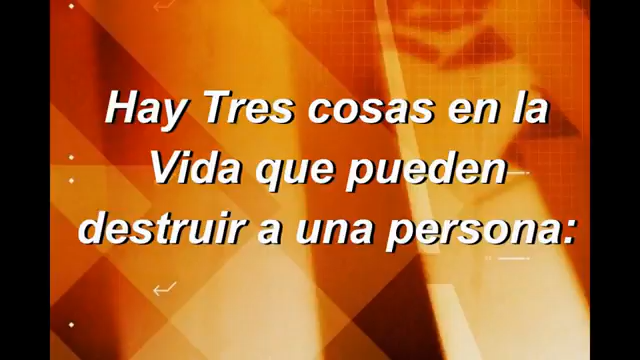 Hay Tres cosas en la
Vida que pueden
destruir a una persona: